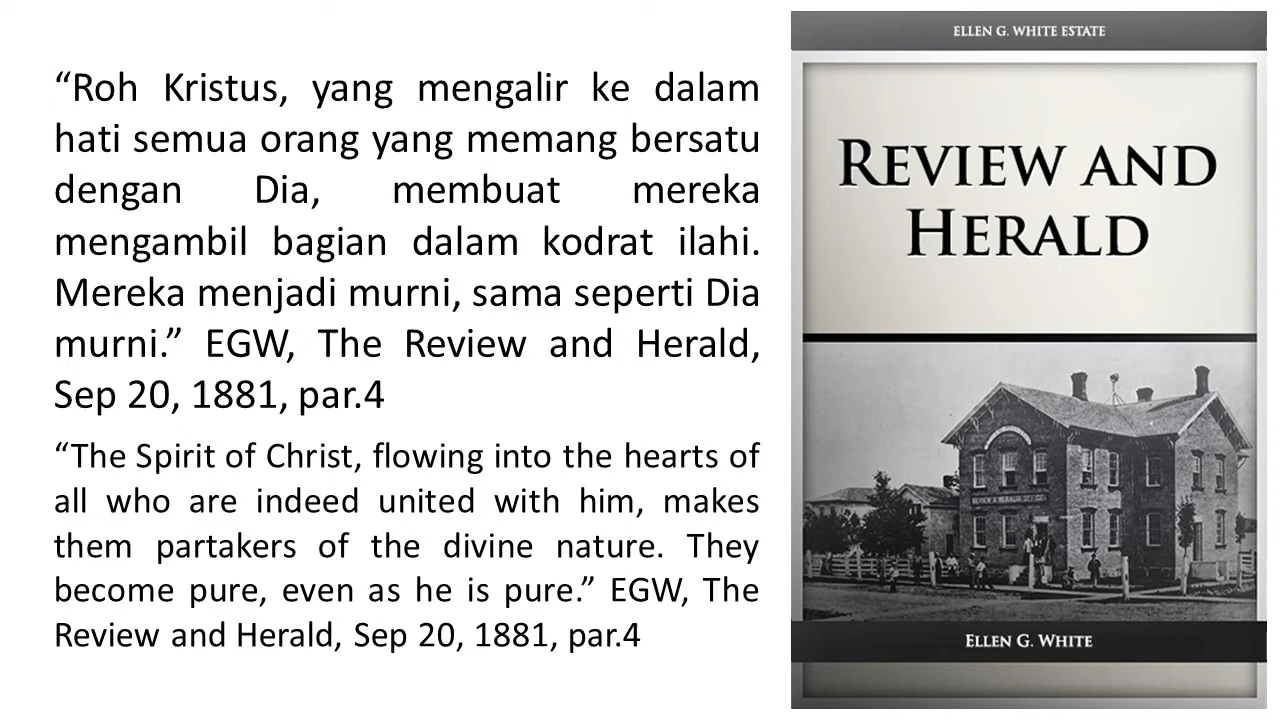 “Roh Kristus, yang mengalir ke dalam
hati semua orang yang memang bersatu
dengan Dia, membuat mereka
mengambil bagian dalam kodrat ilahi.
Mereka menjadi murni, sama seperti Dia
murni.” EGW, The Review and Herald,
Sep 20, 1881, par.4
“The Spirit of Christ, flowing into the hearts of
all who are indeed united with him, makes
them partakers of the divine nature. They
become pure, even as he is pure.” EGW, The
Review and Herald, Sep 20, 1881, par.4
ELLEN G. WHITE ESTATE
REVIEW AND
HERALD
REVIEW & HERALD OFFICE
ELLEN G. WHITE